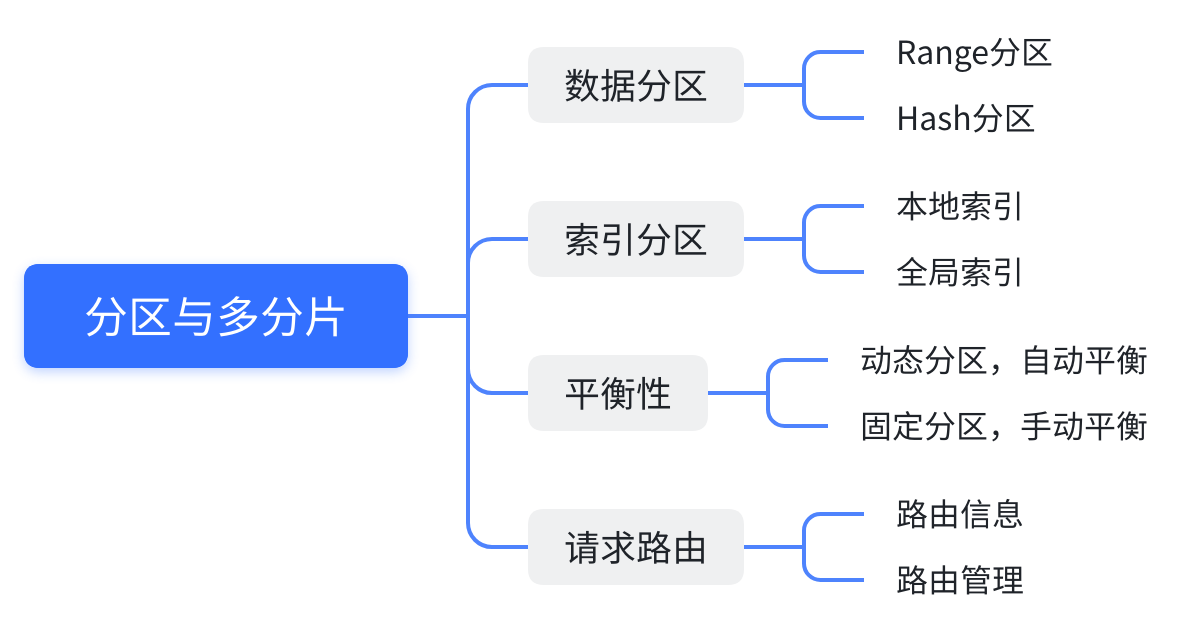 分区与多分片
数据分区
Range分区
Hash分区
索引分区
本地索引
全局索引
平衡性
动态分区，自动平衡
固定分区，手动平衡
请求路由
路由信息
路由管理